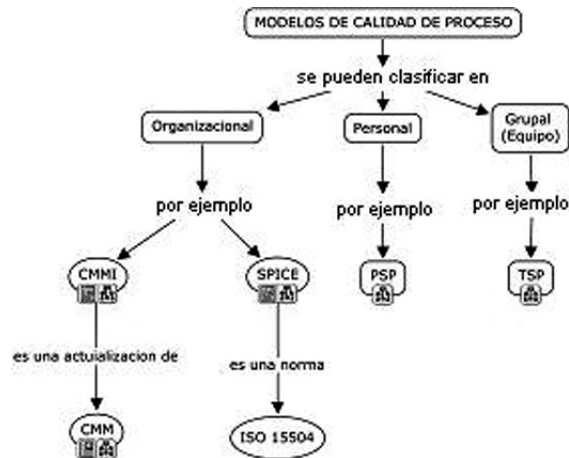 MODELOS DE CALIDAD DE PROCESO
se pueden clasificar en
Organizacional
Personal
Grupal
(Equipo)
por ejemplo
por ejemplo
por ejemplo
CMMI
SPICE
PSP
TSP
es una actuializacion de
es una norma
CMM
ISO 15504